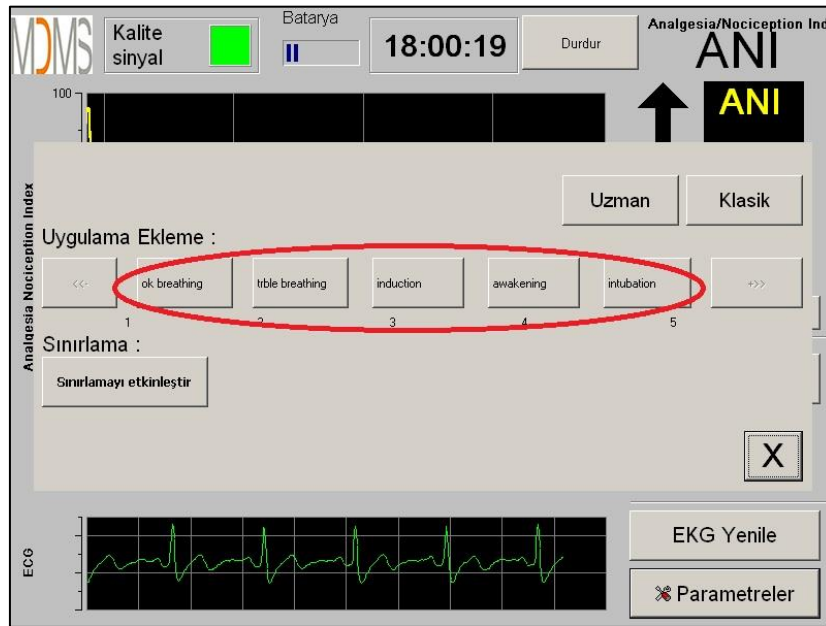 MDMS
Kalite
sinyal
Batarya
18:00:19
Durdur
Analgesia/Nociception Ind
ANI
ANI
100
Analgesia Nociception Index
Uzman
Klasik
Uygulama Ekleme :
<<-
ok breathing
trble breathing
induction
awakening
intubation
+>>
1 2 3 4 5
Sınırlama :
Sınırlamayı etkinleştir
X
ECG
EKG Yenile
Parametreler